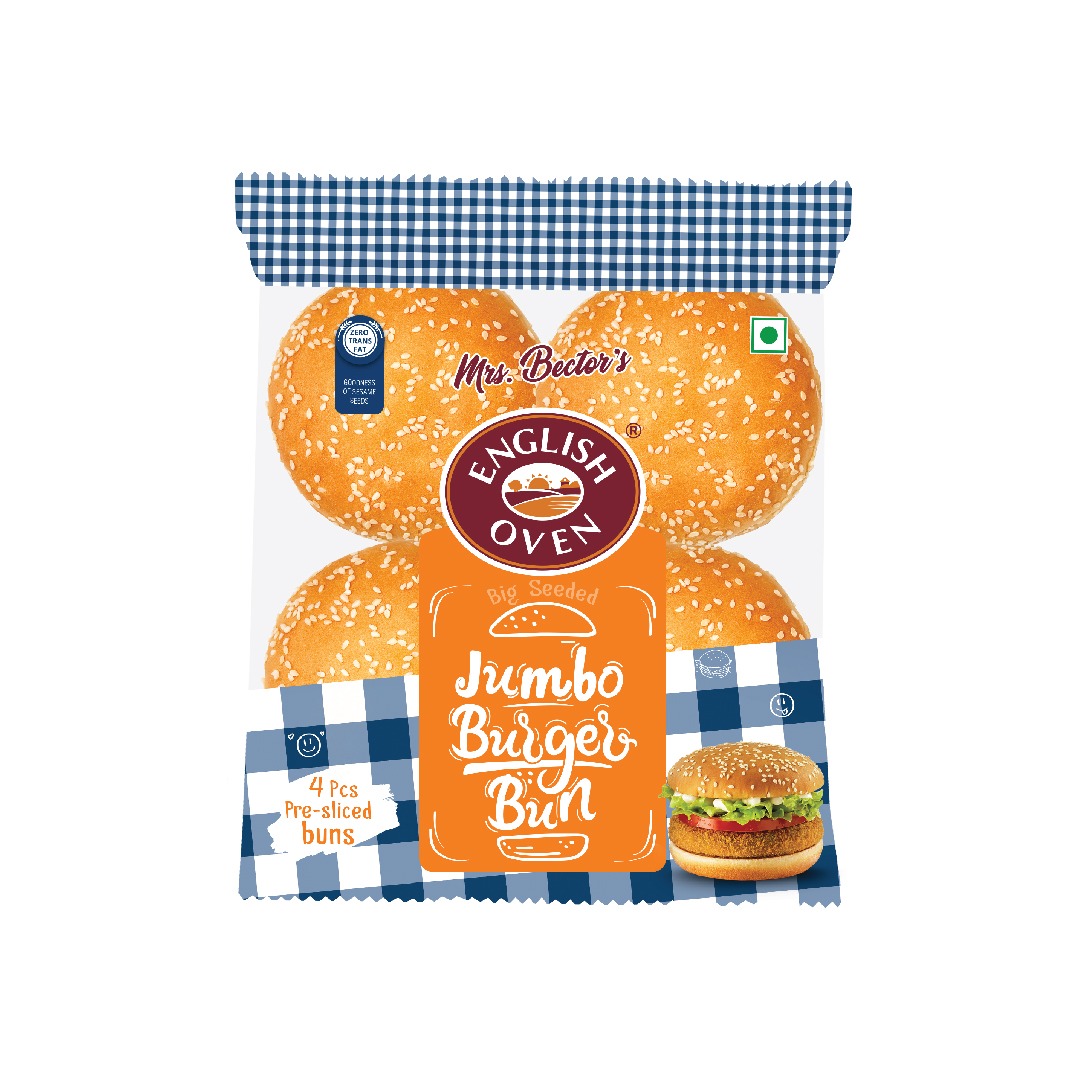 ZERO
TRANS
FAT
GOODNESS
OF SESAME
SEEDS
Mrs. Bector's
ENGLISH
®
OVEN
Big Seeded
Jumbo
Burger
Bun
4 Pcs
Pre-sliced
buns